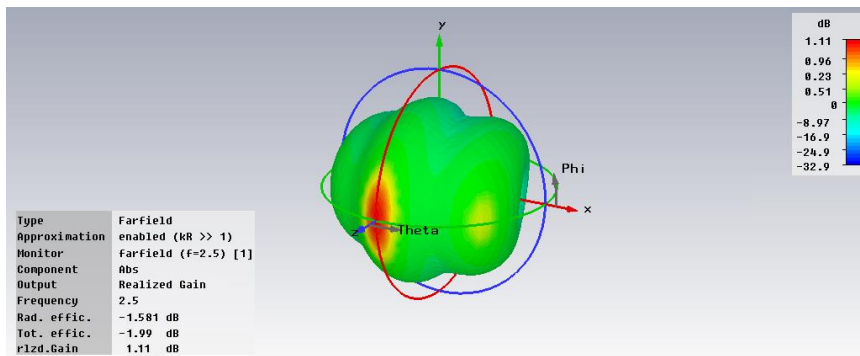 y
dB
1.11
0.96
0.23
0.51
0
-8.97
-16.9
-24.9
-32.9
Phi
x
z
Theta
Type Farfield
Approximation enabled (kR >> 1)
Monitor farfield (f=2.5) [1]
Component Abs
Output Realized Gain
Frequency 2.5
Rad. effic. -1.581 dB
Tot. effic. -1.99 dB
rlzd.Gain 1.11 dB